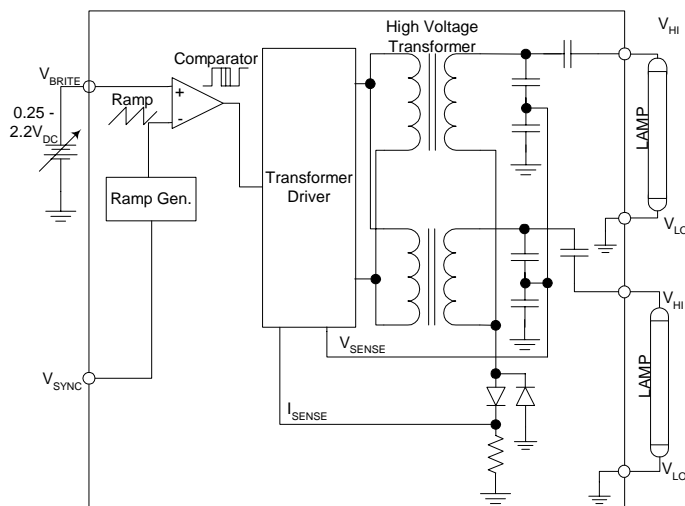 High Voltage
Transformer
V_HI
Comparator
V_BRITE
Ramp
+
-
0.25 -
2.2V_DC
LAMP
Ramp Gen.
Transformer
Driver
V_LO
V_HI
V_SENSE
V_SYNC
LAMP
I_SENSE
V_LO